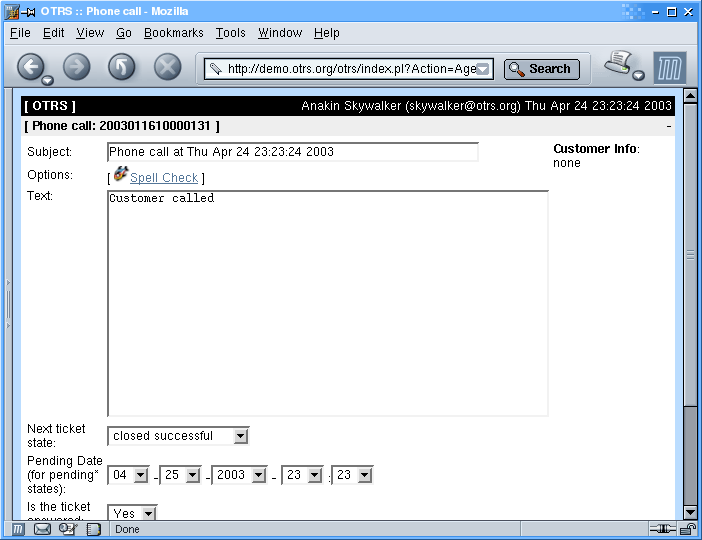 OTRS :: Phone call - Mozilla
File Edit View Go Bookmarks Tools Window Help
http://demo.otrs.org/otrs/index.pl?Action=Age Search
[ OTRS ] Anakin Skywalker (skywalker@otrs.org) Thu Apr 24 23:23:24 2003
[ Phone call: 2003011610000131 ] -
Subject: Phone call at Thu Apr 24 23:23:24 2003 Customer Info:
none
Options: [ Spell Check ]
Text: Customer called
Next ticket
state: closed successful
Pending Date
(for pending* 04 - 25 - 2003 - 23 : 23
states):
Is the ticket Yes
answered:
Done